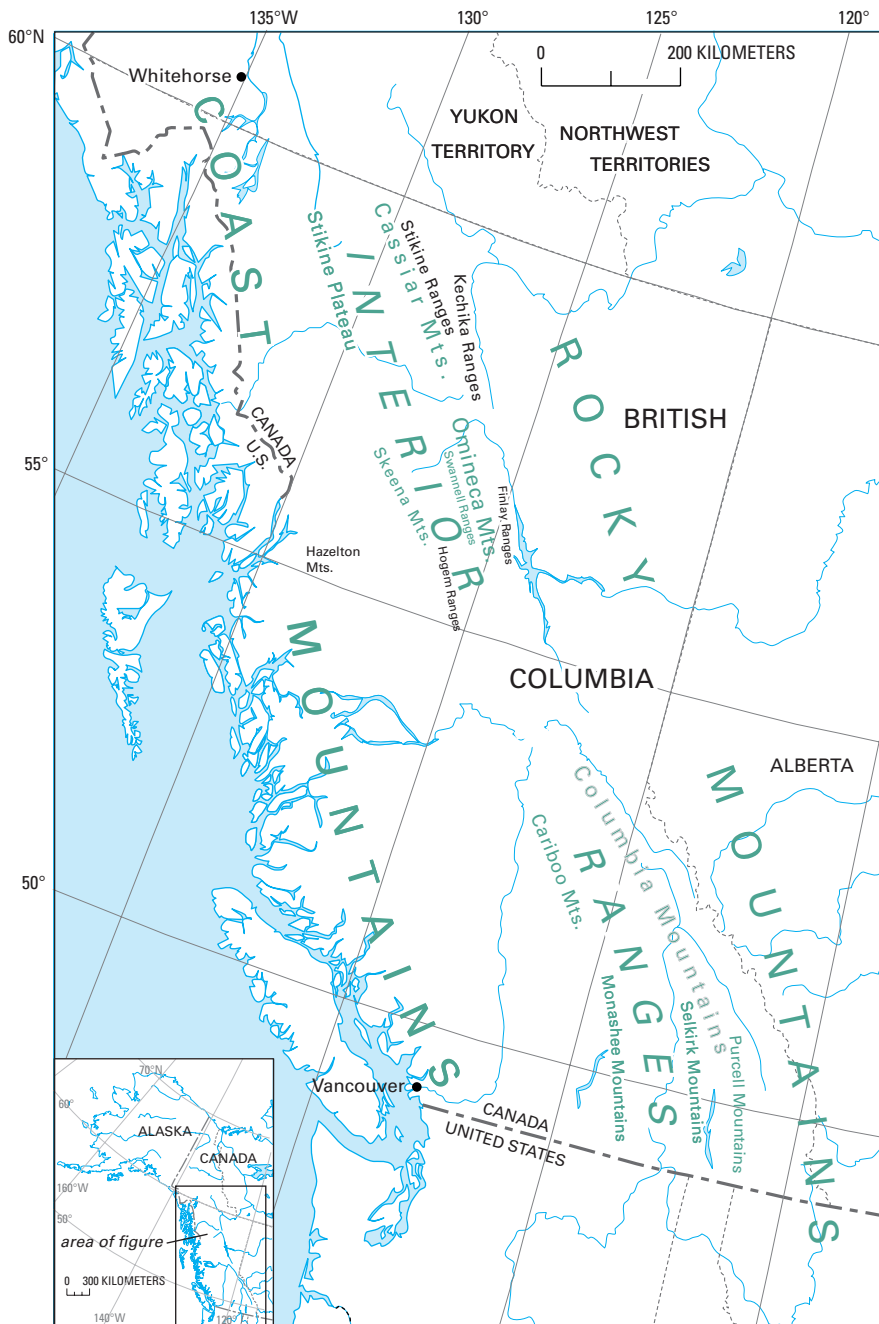 135°W
130°
125°
120°
60°N
0
200 KILOMETERS
Whitehorse
YUKON
TERRITORY
NORTHWEST
TERRITORIES
COAST
MOUNTAINS
Stikine Plateau
INTERIOR
RANGES
Cassiar Mts.
Stikine Ranges
Kechika Ranges
ROCKY
MOUNTAINS
BRITISH
COLUMBIA
CANADA
U.S.
55°
Omineca Mts.
Swannell Ranges
Skeena Mts.
Finlay Ranges
Hogem Ranges
Hazelton
Mts.
ALBERTA
Columbia Mountains
Cariboo Mts.
50°
Monashee Mountains
Selkirk Mountains
Purcell Mountains
Vancouver
CANADA
UNITED STATES
70°N
60°
ALASKA
CANADA
160°W
50°
area of figure
0 300 KILOMETERS
140°W
120°